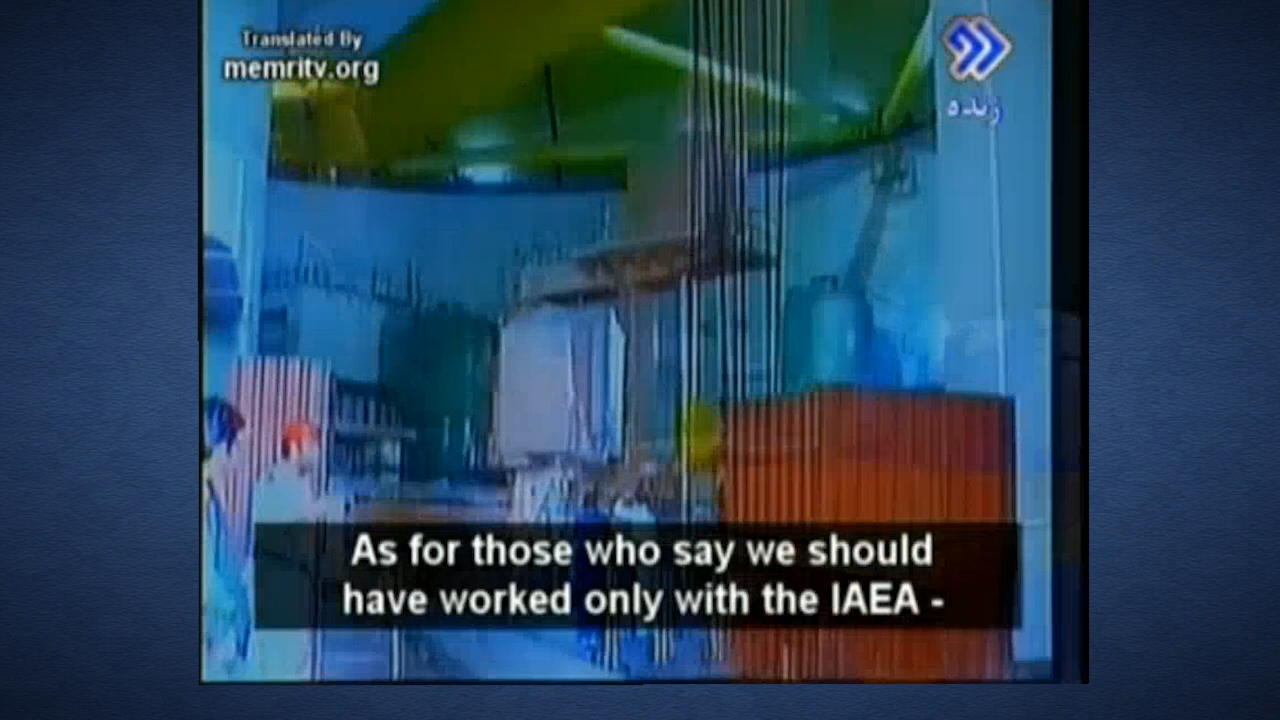 Translated By
memritv.org
زنده
As for those who say we should
have worked only with the IAEA -